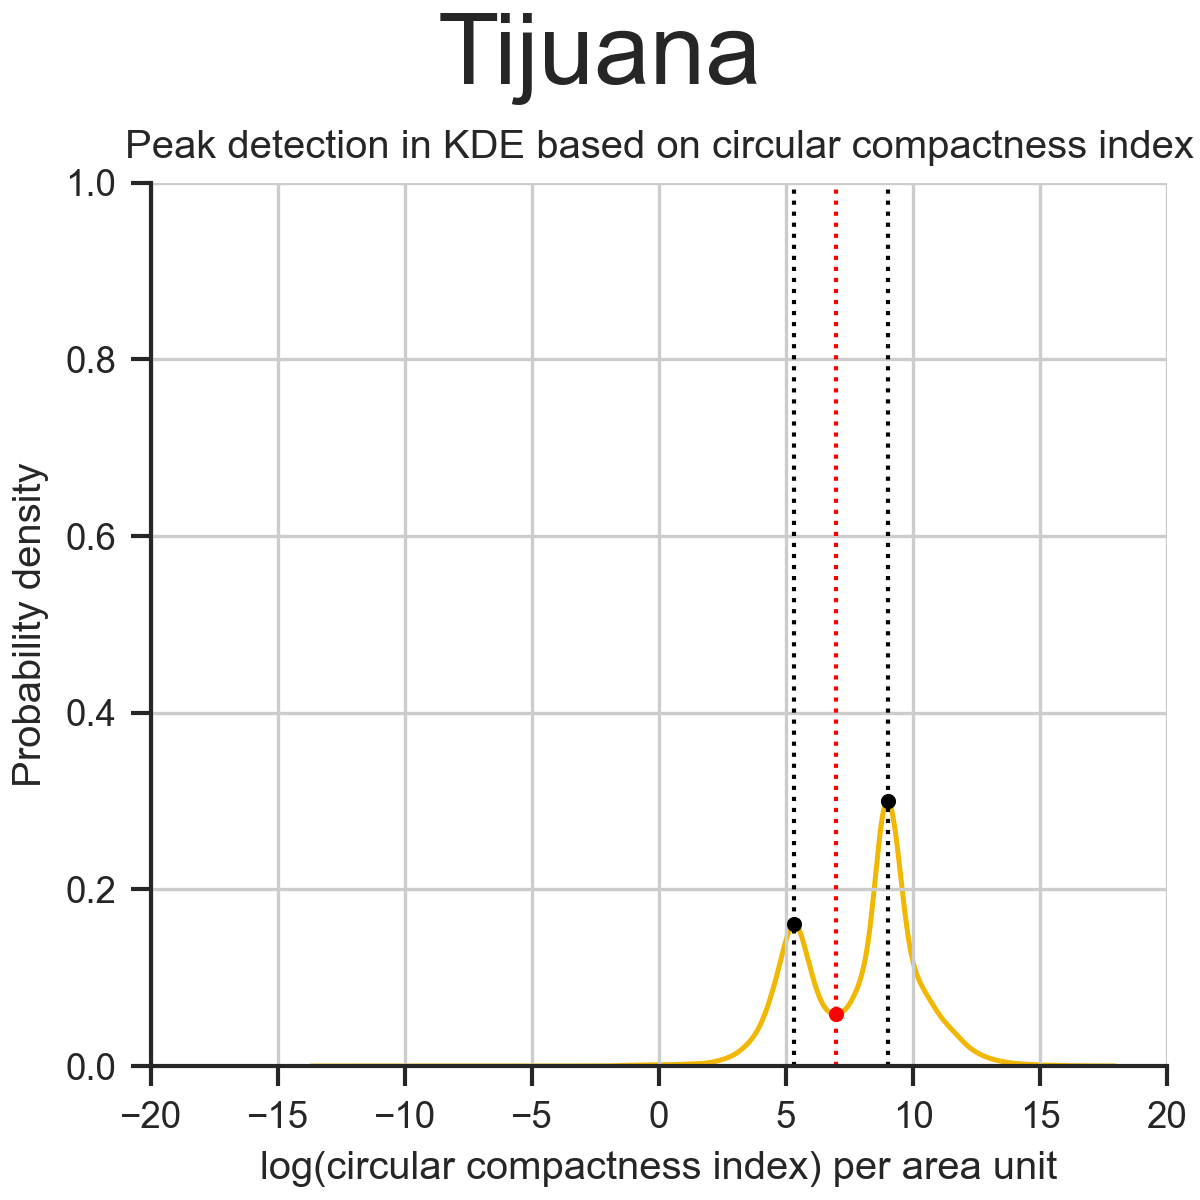 Tijuana
Peak detection in KDE based on circular compactness index
1.0
0.8
0.6
0.4
0.2
0.0
Probability density
−20 −15 −10 −5 0 5 10 15 20
log(circular compactness index) per area unit